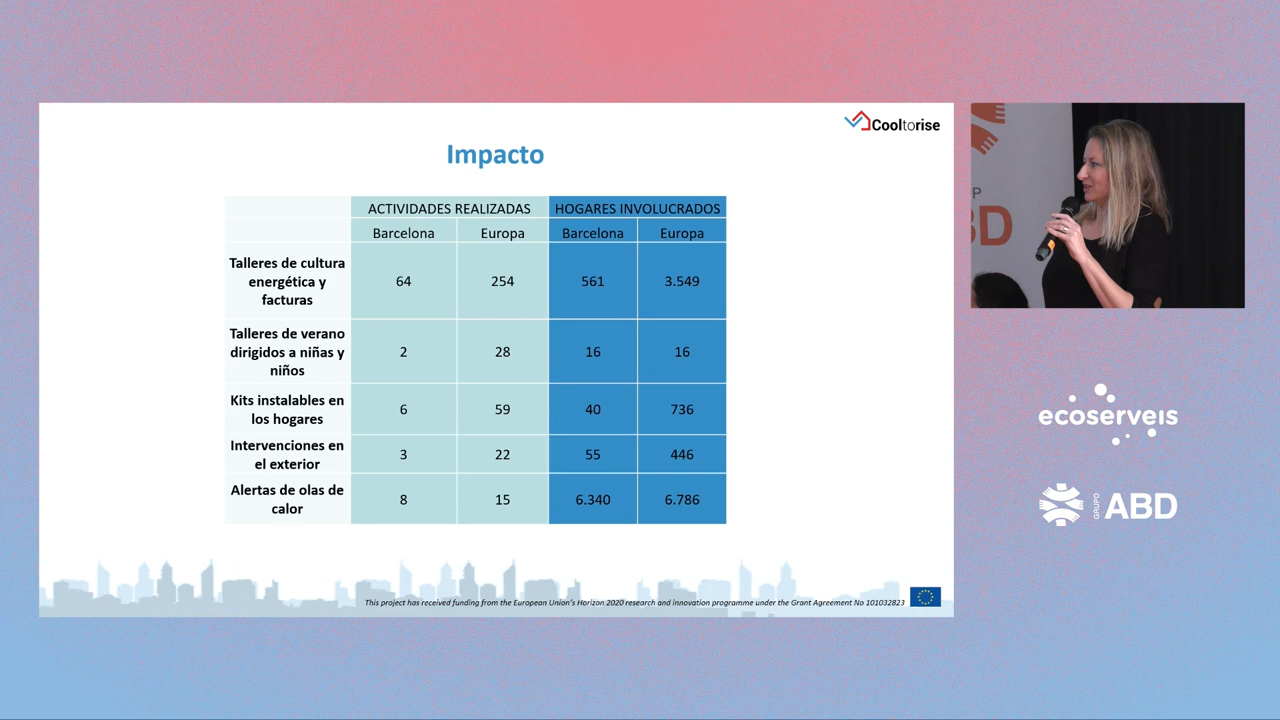 Cooltorise
Impacto
ACTIVIDADES REALIZADAS
HOGARES INVOLUCRADOS
Barcelona
Europa
Barcelona
Europa
Talleres de cultura
energética y
facturas
64
254
561
3.549
Talleres de verano
dirigidos a niñas y
niños
2
28
16
16
Kits instalables en
los hogares
6
59
40
736
Intervenciones en
el exterior
3
22
55
446
Alertas de olas de
calor
8
15
6.340
6.786
This project has received funding from the European Union's Horizon 2020 research and innovation programme under the Grant Agreement No 101032823
P
BD
ecoserveis
GRUPO
ABD